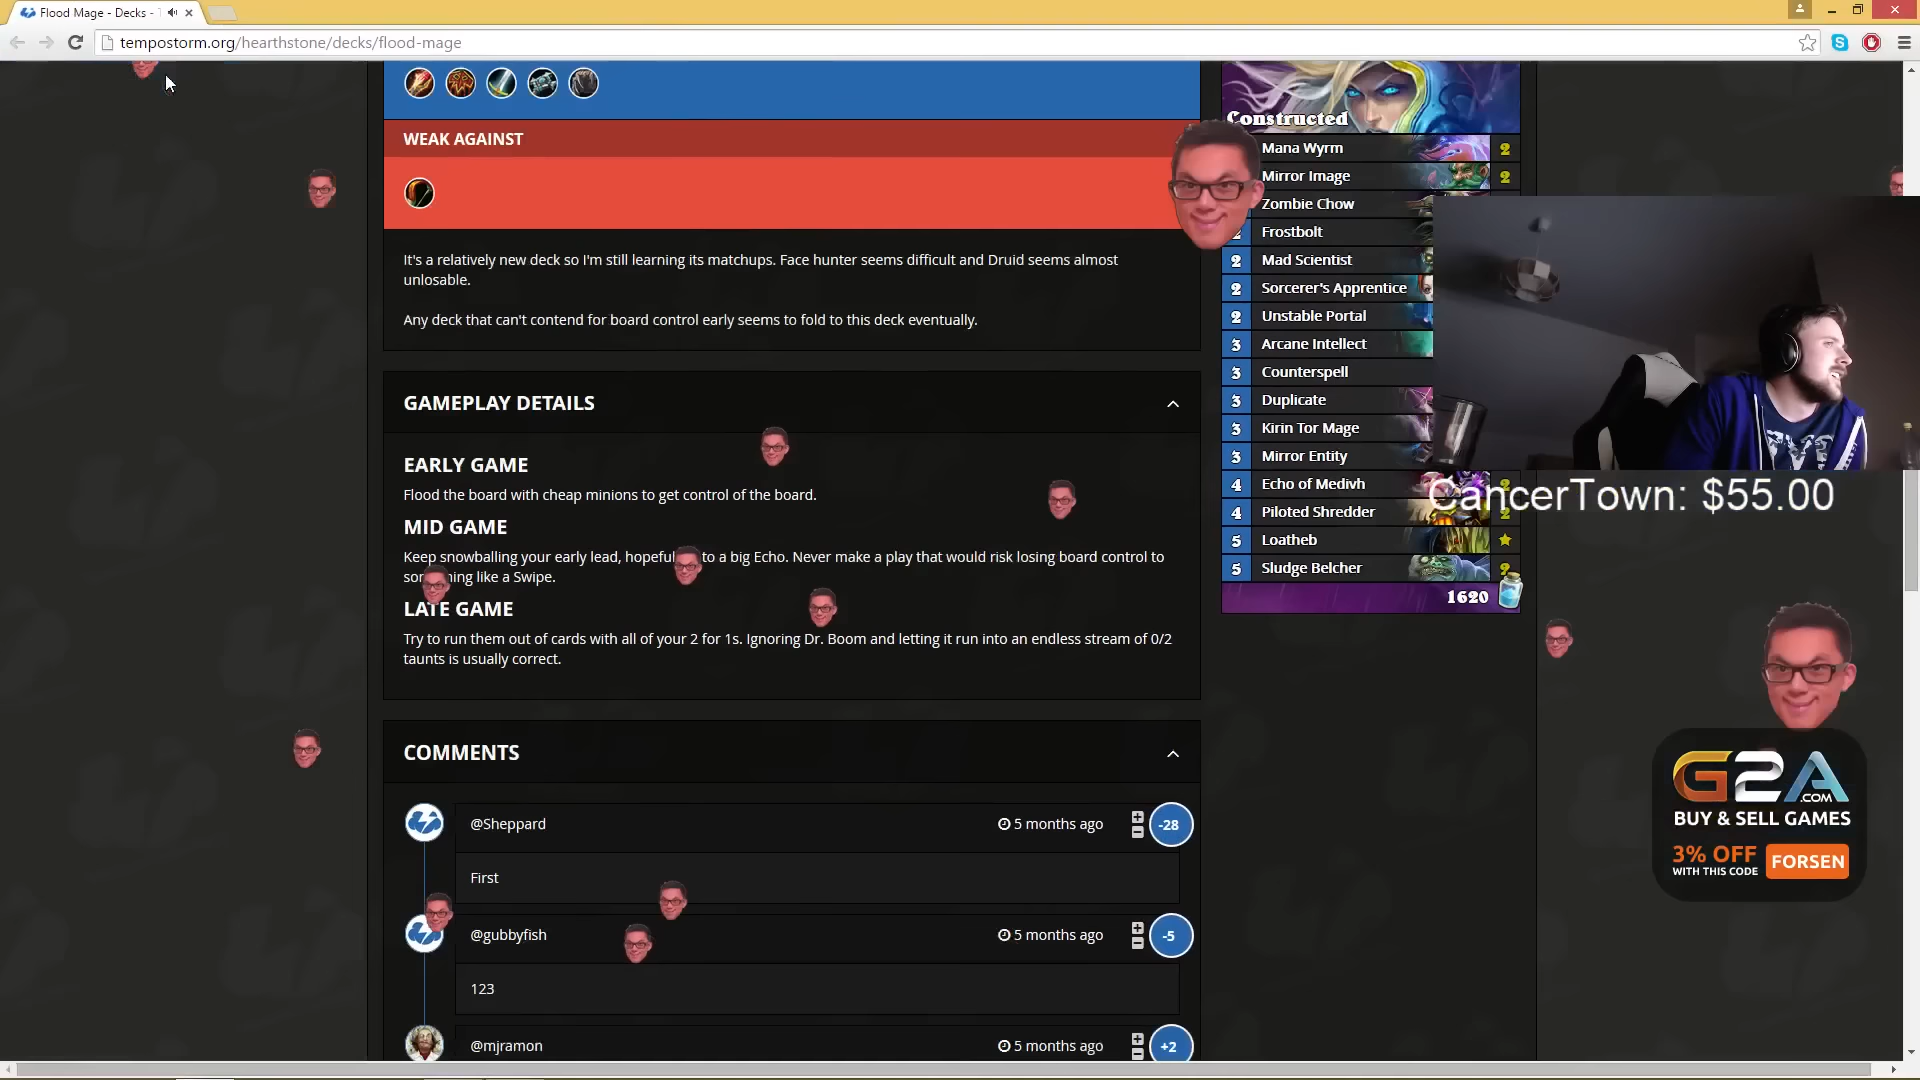 Flood Mage - Decks -
tempostorm.org/hearthstone/decks/flood-mage
WEAK AGAINST
It's a relatively new deck so I'm still learning its matchups. Face hunter seems difficult and Druid seems almost
unlosable.
Any deck that can't contend for board control early seems to fold to this deck eventually.
GAMEPLAY DETAILS
EARLY GAME
Flood the board with cheap minions to get control of the board.
MID GAME
Keep snowballing your early lead, to a big Echo. Never make a play that would risk losing board control to
like a Swipe.
LATE GAME
Try to run them out of cards with all of your 2 for 1s. Ignoring Dr. Boom and letting it run into an endless stream of 0/2
taunts is usually correct.
COMMENTS
@Sheppard
5 months ago
-28
First
@gubbyfish
5 months ago
-5
123
@mjramon
5 months ago
+2
Constructed
Mana Wyrm 2
Mirror Image 2
Zombie Chow
2 Frostbolt
2 Mad Scientist
2 Sorcerer's Apprentice
2 Unstable Portal
3 Arcane Intellect
3 Counterspell
3 Duplicate
3 Kirin Tor Mage
3 Mirror Entity
4 Echo of Medivh
4 Piloted Shredder 2
5 Loatheb
5 Sludge Belcher 2
1620
CancerTown: $55.00
G2A
.COM
BUY & SELL GAMES
3% OFF
WITH THIS CODE
FORSEN